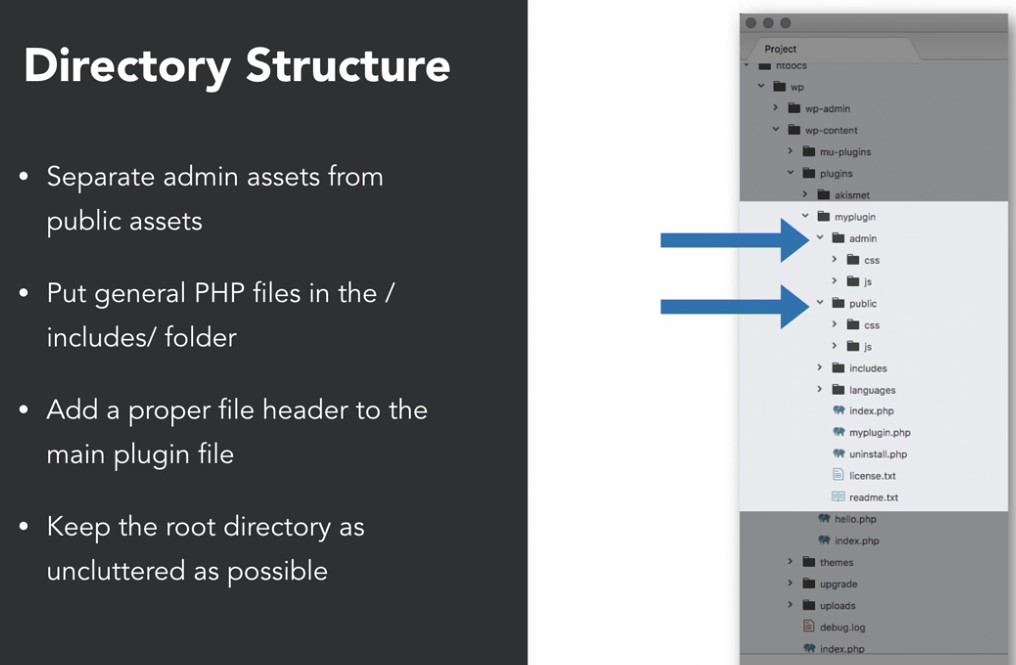 Directory Structure
• Separate admin assets from
public assets
• Put general PHP files in the /
includes/ folder
• Add a proper file header to the
main plugin file
• Keep the root directory as
uncluttered as possible
Project
htdocs
wp
wp-admin
wp-content
mu-plugins
plugins
akismet
myplugin
admin
css
js
public
css
js
includes
languages
index.php
myplugin.php
uninstall.php
license.txt
readme.txt
hello.php
index.php
themes
upgrade
uploads
debug.log
index.php